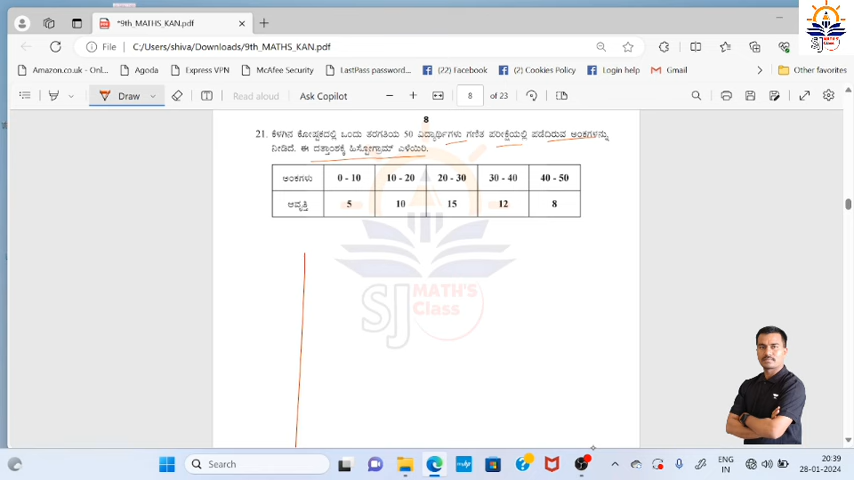 *9th_MATHS_KAN.pdf
File
C:/Users/shiva/Downloads/9th_MATHS_KAN.pdf
Amazon.co.uk - Onl...
Agoda
Express VPN
McAfee Security
LastPass password...
(22) Facebook
(2) Cookies Policy
Login help
Gmail
Other favorites
Draw
Read aloud
Ask Copilot
8
of 23
8
21. ಕೆಳಗಿನ ಕೋಷ್ಟಕದಲ್ಲಿ ಒಂದು ತರಗತಿಯ 50 ವಿದ್ಯಾರ್ಥಿಗಳು ಗಣಿತ ಪರೀಕ್ಷೆಯಲ್ಲಿ ಪಡೆದಿರುವ ಅಂಕಗಳನ್ನು
ನೀಡಿದೆ. ಈ ದತ್ತಾಂಶಕ್ಕೆ ಹಿಸ್ಟೋಗ್ರಾಮ್ ಎಳೆಯಿರಿ.
ಅಂಕಗಳು 0 - 10 10 - 20 20 - 30 30 - 40 40 - 50
ಆವೃತ್ತಿ 5 10 15 12 8
SJ MATH'S
Class
Search
ENG
IN
20:39
28-01-2024